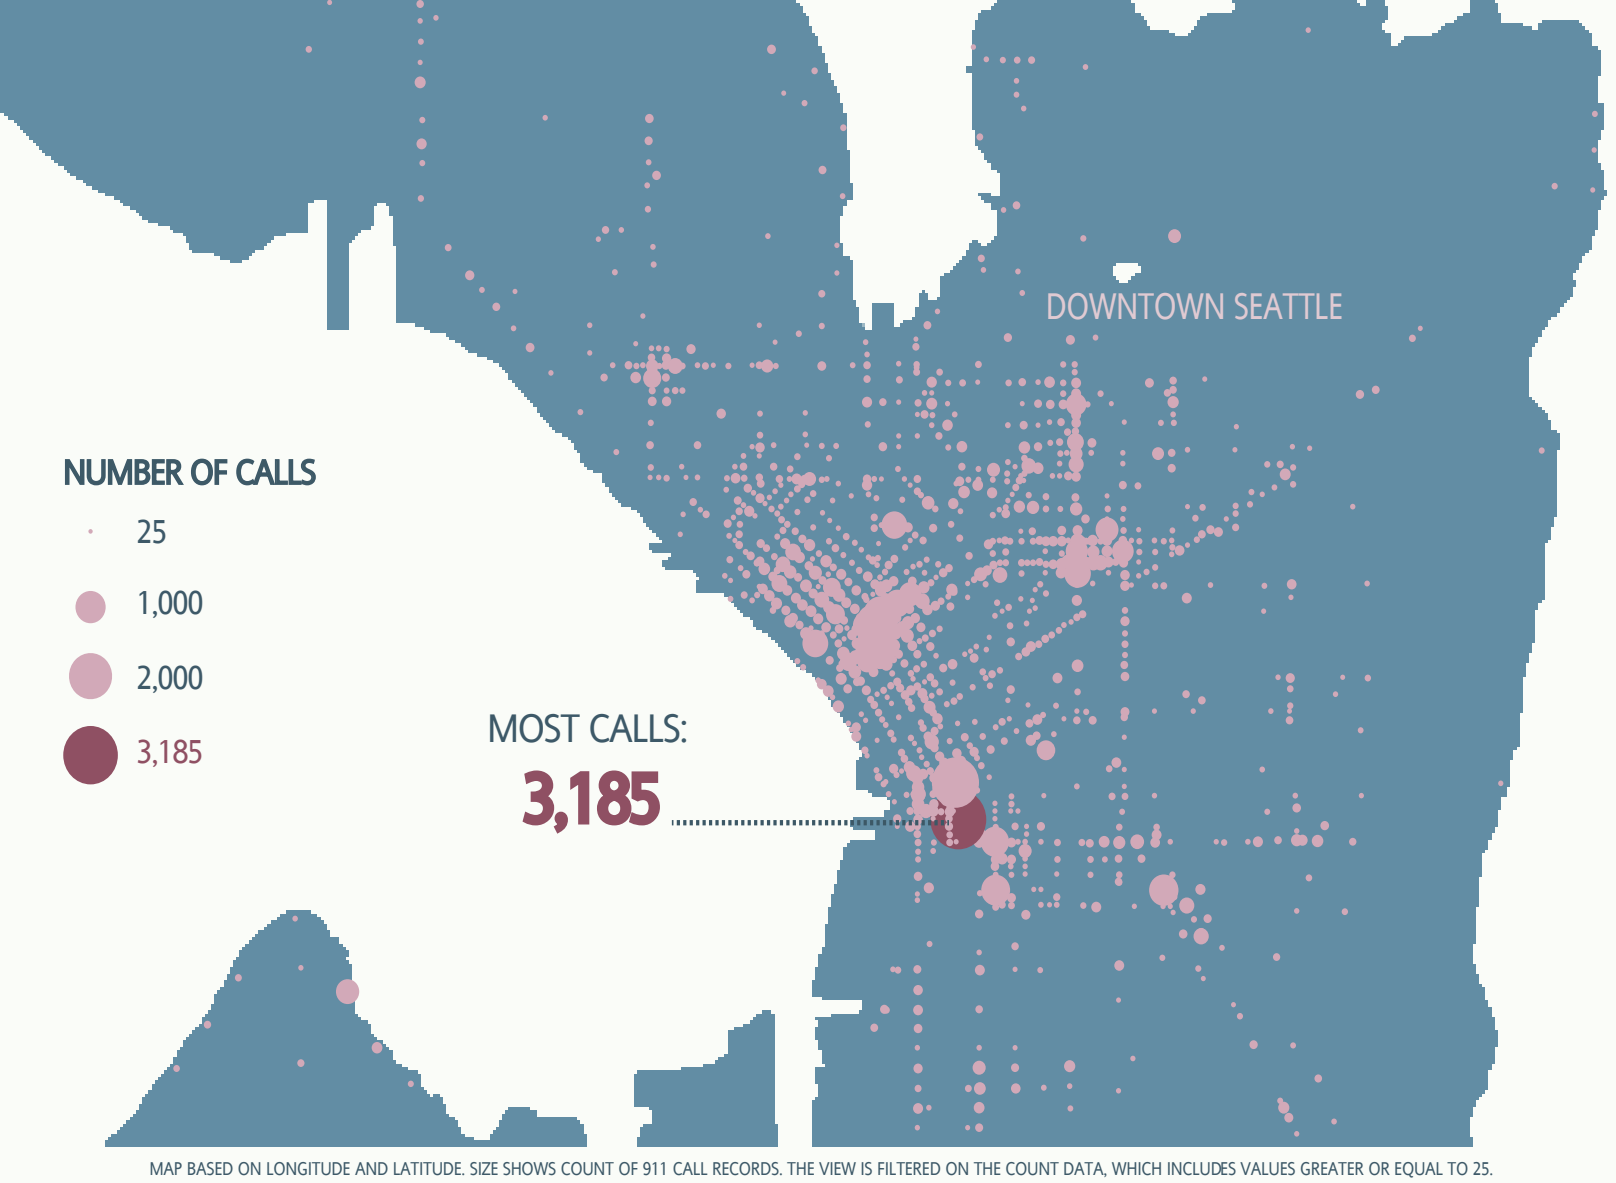 DOWNTOWN SEATTLE
NUMBER OF CALLS
25
1,000
2,000
3,185
MOST CALLS:
3,185
MAP BASED ON LONGITUDE AND LATITUDE. SIZE SHOWS COUNT OF 911 CALL RECORDS. THE VIEW IS FILTERED ON THE COUNT DATA, WHICH INCLUDES VALUES GREATER OR EQUAL TO 25.